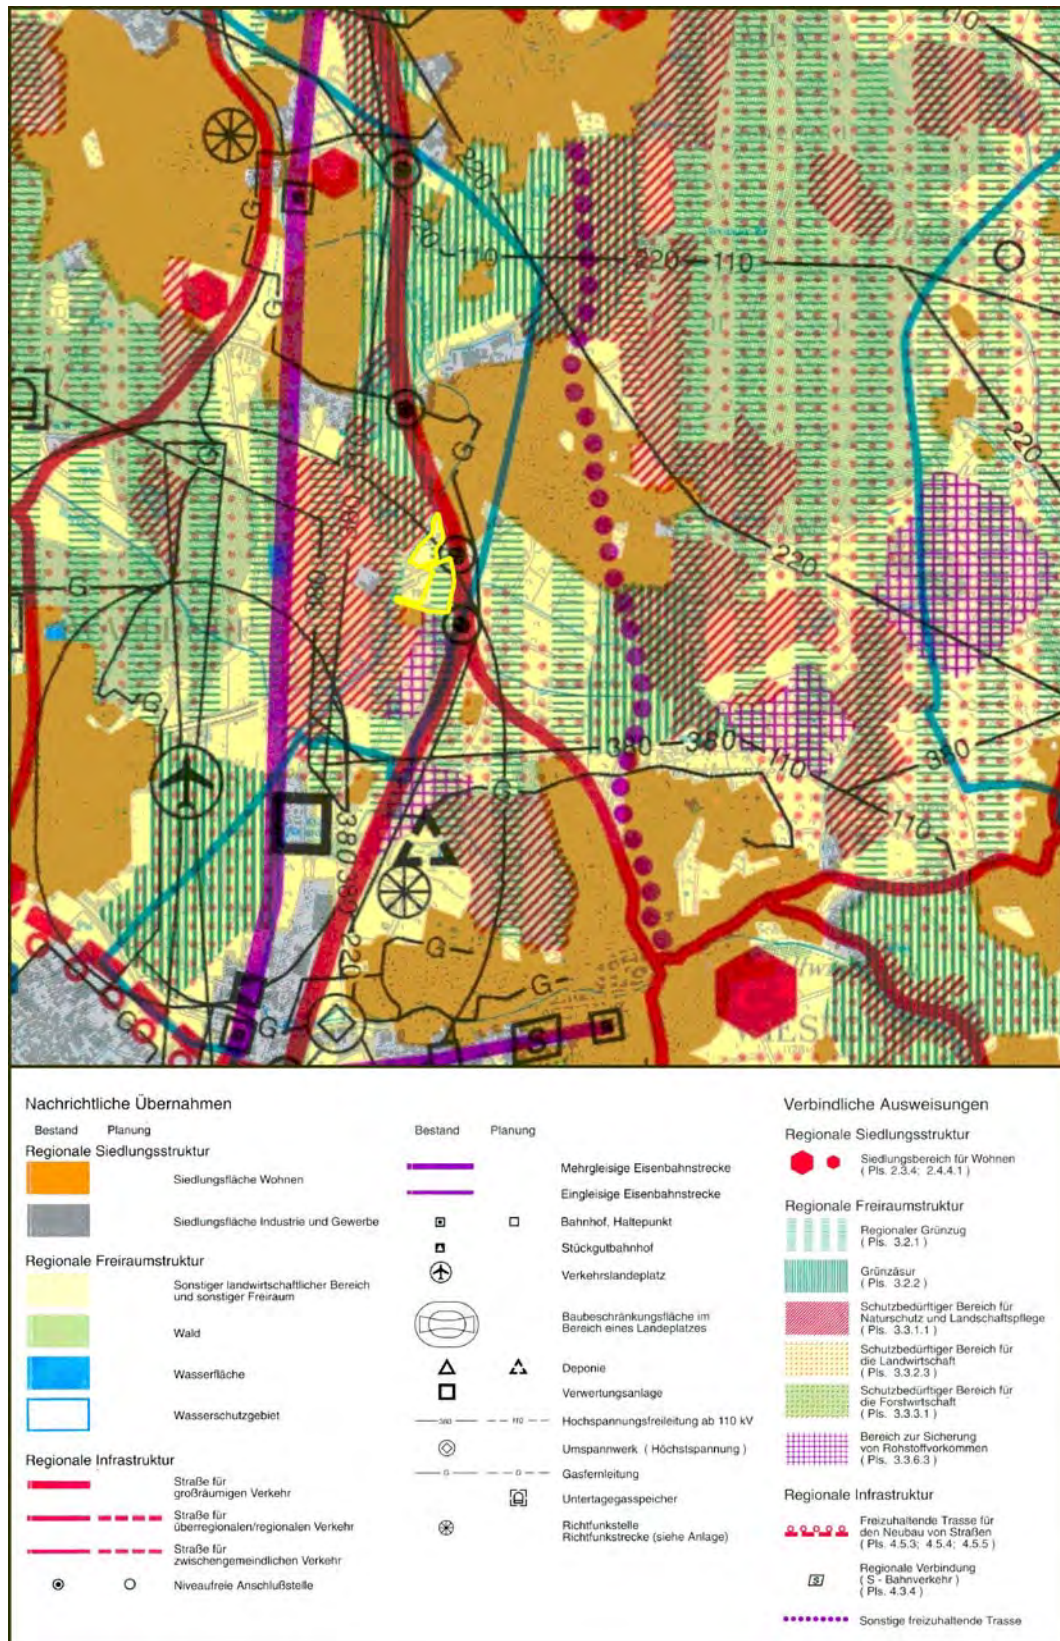 110
220
G
220
110
220
110
G
D
G
G
380
380
220
220
G
G
380
380
110
380
110
G
380
380
220
G
G
G
G
S
Nachrichtliche Übernahmen
Bestand Planung
Regionale Siedlungsstruktur
Siedlungsfläche Wohnen
Siedlungsfläche Industrie und Gewerbe
Regionale Freiraumstruktur
Sonstiger landwirtschaftlicher Bereich
und sonstiger Freiraum
Wald
Wasserfläche
Wasserschutzgebiet
Regionale Infrastruktur
Straße für
großräumigen Verkehr
Straße für
überregionalen/regionalen Verkehr
Straße für
zwischengemeindlichen Verkehr
Niveaufreie Anschlußstelle
Bestand Planung
Mehrgleisige Eisenbahnstrecke
Eingleisige Eisenbahnstrecke
Bahnhof, Haltepunkt
Stückgutbahnhof
Verkehrslandeplatz
Baubeschränkungsfläche im
Bereich eines Landeplatzes
Deponie
Verwertungsanlage
380 110 Hochspannungsfreileitung ab 110 kV
Umspannwerk ( Höchstspannung )
G G Gasfernleitung
Untertagegasspeicher
Richtfunkstelle
Richtfunkstrecke (siehe Anlage)
Verbindliche Ausweisungen
Regionale Siedlungsstruktur
Siedlungsbereich für Wohnen
( Pls. 2.3.4; 2.4.4.1 )
Regionale Freiraumstruktur
Regionaler Grünzug
( Pls. 3.2.1 )
Grünzäsur
( Pls. 3.2.2 )
Schutzbedürftiger Bereich für
Naturschutz und Landschaftspflege
( Pls. 3.3.1.1 )
Schutzbedürftiger Bereich für
die Landwirtschaft
( Pls. 3.3.2.3 )
Schutzbedürftiger Bereich für
die Forstwirtschaft
( Pls. 3.3.3.1 )
Bereich zur Sicherung
von Rohstoffvorkommen
( Pls. 3.3.6.3 )
Regionale Infrastruktur
Freizuhaltende Trasse für
den Neubau von Straßen
( Pls. 4.5.3; 4.5.4; 4.5.5 )
S Regionale Verbindung
( S - Bahnverkehr )
( Pls. 4.3.4 )
Sonstige freizuhaltende Trasse